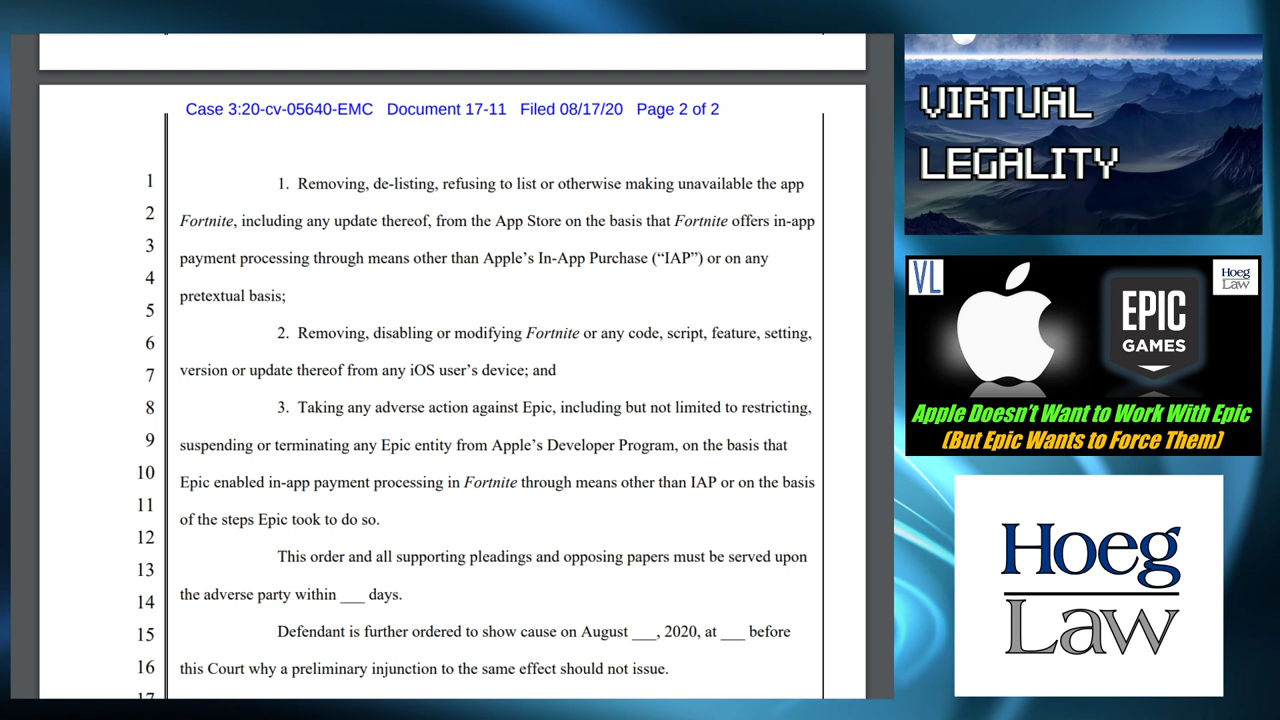 Case 3:20-cv-05640-EMC Document 17-11 Filed 08/17/20 Page 2 of 2
1 1. Removing, de-listing, refusing to list or otherwise making unavailable the app
2 Fortnite, including any update thereof, from the App Store on the basis that Fortnite offers in-app
3 payment processing through means other than Apple's In-App Purchase (“IAP”) or on any
4 pretextual basis;
5
6 2. Removing, disabling or modifying Fortnite or any code, script, feature, setting,
7 version or update thereof from any iOS user's device; and
8 3. Taking any adverse action against Epic, including but not limited to restricting,
9 suspending or terminating any Epic entity from Apple's Developer Program, on the basis that
10 Epic enabled in-app payment processing in Fortnite through means other than IAP or on the basis
11 of the steps Epic took to do so.
12
13 This order and all supporting pleadings and opposing papers must be served upon
14 the adverse party within ___ days.
15 Defendant is further ordered to show cause on August ___, 2020, at ___ before
16 this Court why a preliminary injunction to the same effect should not issue.
17
VIRTUAL
LEGALITY
VL
Hoeg
Law
EPIC
GAMES
Apple Doesn't Want to Work With Epic
(But Epic Wants to Force Them)
Hoeg
Law